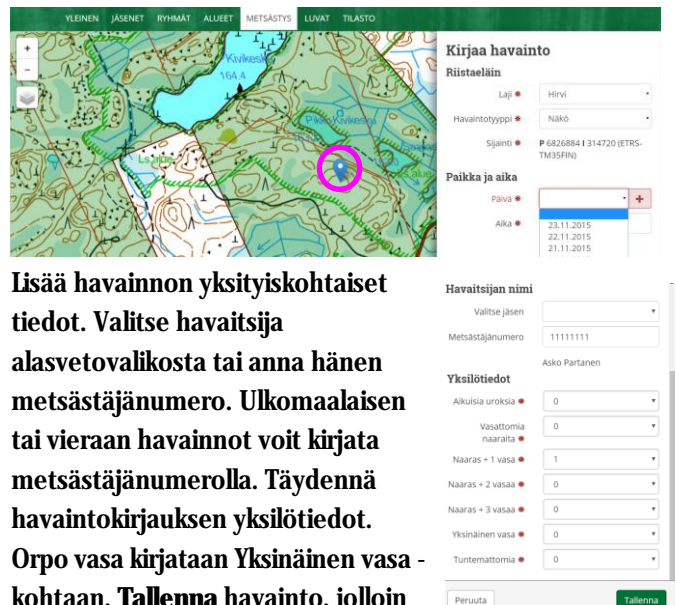 YLEINEN JÄSENET RYHMÄT ALUEET METSÄSTYS LUVAT TILASTO
+
−
Kivikeski
164.4
Ls.alue
Kirjaa havainto
Riistaeläin
Laji * Hirvi
Havaintotyyppi * Näkö
Sijainti * P 6826884 I 314720 (ETRS-
TM35FIN)
Paikka ja aika
Päivä * +
Aika *
23.11.2015
22.11.2015
21.11.2015
Lisää havainnon yksityiskohtaiset
tiedot. Valitse havaitsija
alasvetovalikosta tai anna hänen
metsästäjänumero. Ulkomaalaisen
tai vieraan havainnot voit kirjata
metsästäjänumerolla. Täydennä
havaintokirjauksen yksilötiedot.
Orpo vasa kirjataan Yksinäinen vasa -
kohtaan. Tallenna havainto, jolloin
Havaitsijan nimi
Valitse jäsen
Metsästäjänumero 11111111
Asko Partanen
Yksilötiedot
Aikuisia uroksia * 0
Vasattomia
naaraita * 0
Naaras + 1 vasa * 1
Naaras + 2 vasaa * 0
Naaras + 3 vasaa * 0
Yksinäinen vasa * 0
Tuntemattomia * 0
Peruuta Tallenna